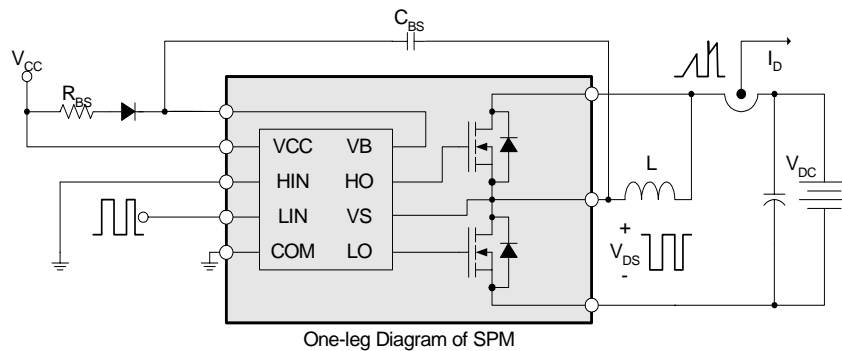 C_BS
V_CC
R_BS
I_D
VCC VB
HIN HO
LIN VS
COM LO
L
V_DC
+
V_DS
-
One-leg Diagram of SPM